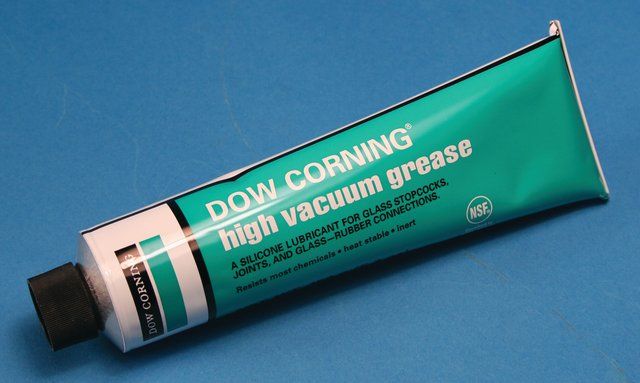 DOW CORNING®
high vacuum grease
A SILICONE LUBRICANT FOR GLASS STOPCOCKS,
JOINTS, AND GLASS—RUBBER CONNECTIONS.
Resists most chemicals • heat stable • inert
NSF®
DOW CORNING